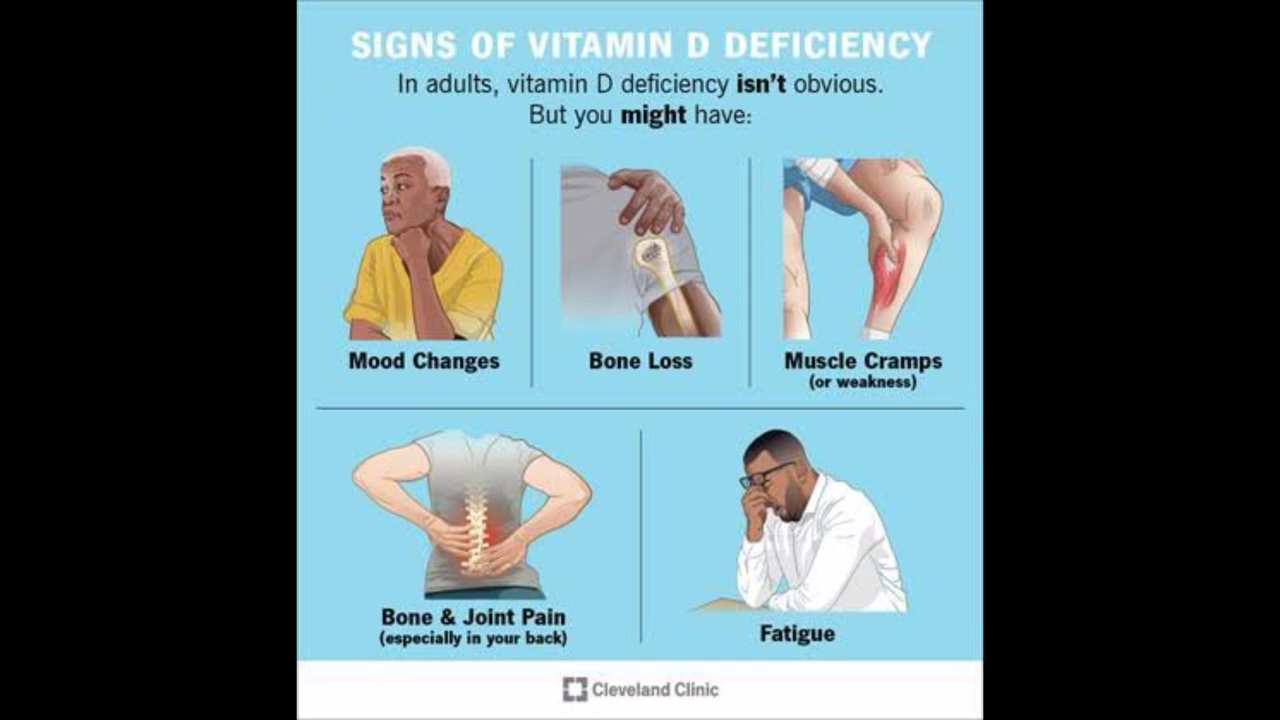 SIGNS OF VITAMIN D DEFICIENCY
In adults, vitamin D deficiency isn't obvious.
But you might have:
Mood Changes
Bone Loss
Muscle Cramps
(or weakness)
Bone & Joint Pain
(especially in your back)
Fatigue
Cleveland Clinic